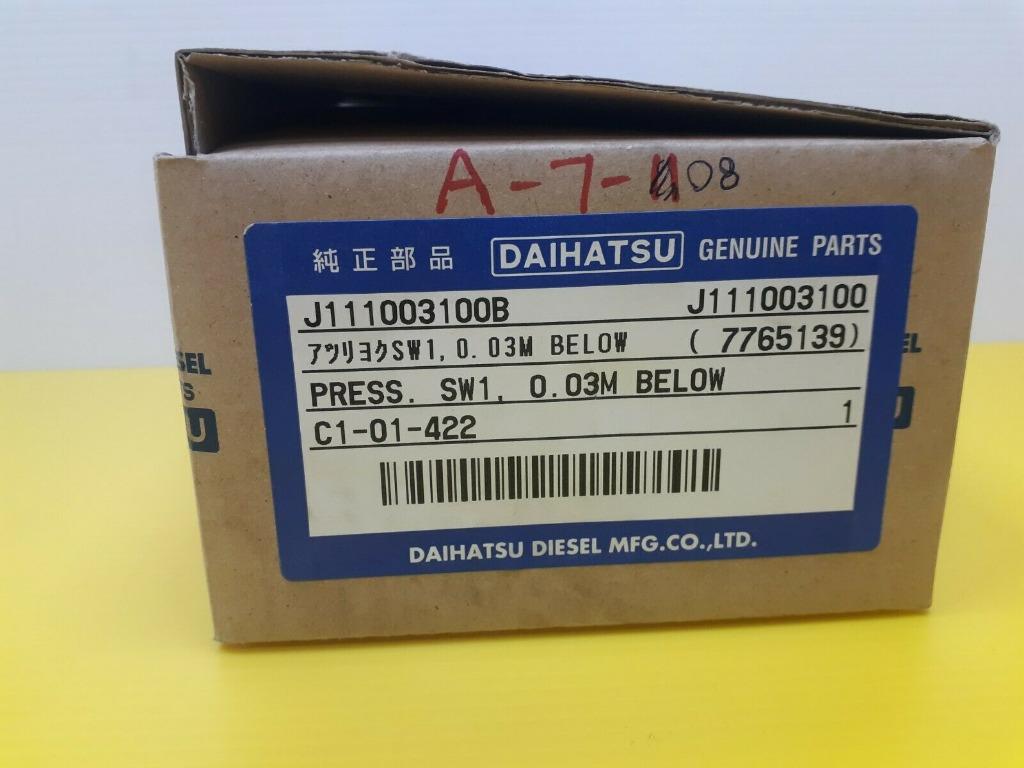 A-7-08
純正部品 DAIHATSU GENUINE PARTS
J111003100B J111003100
アツリヨクSW1, 0.03M BELOW (7765139)
PRESS. SW1, 0.03M BELOW
C1-01-422 1
DAIHATSU DIESEL MFG.CO.,LTD.